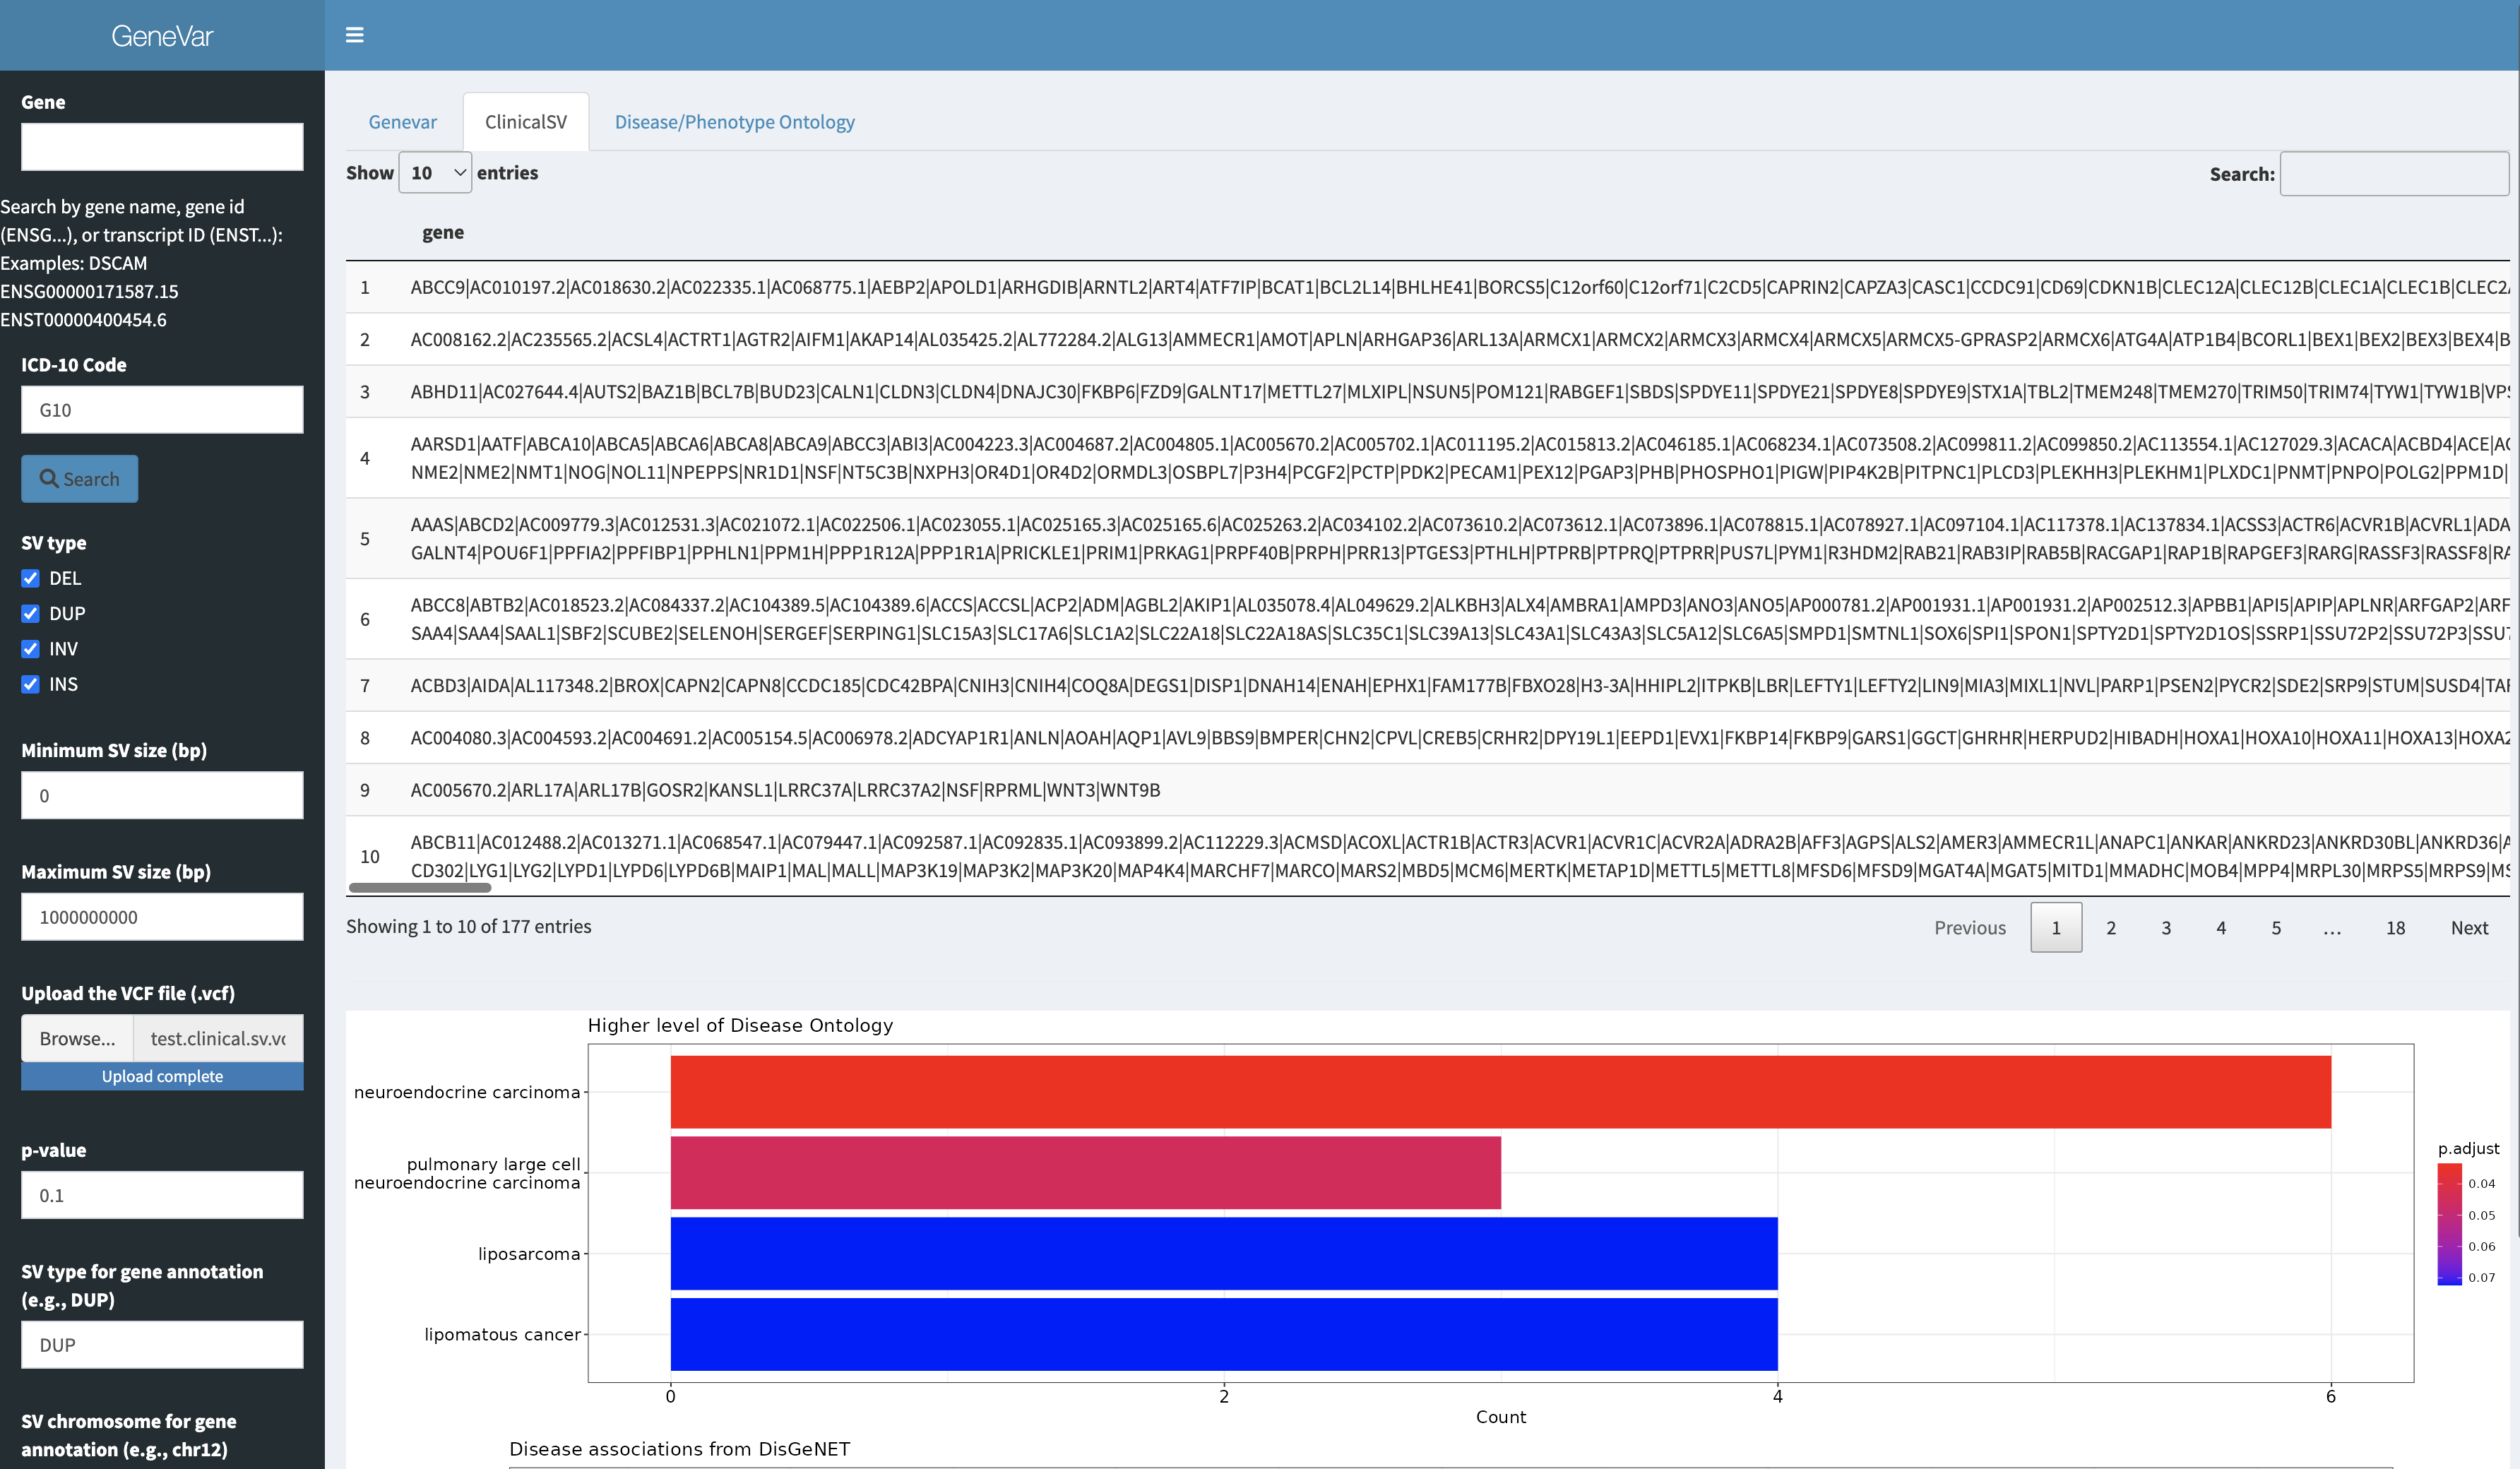 GeneVar
Gene
Search by gene name, gene id
(ENSG...), or transcript ID (ENST...):
Examples: DSCAM
ENSG00000171587.15
ENST00000400454.6
ICD-10 Code
G10
Search
SV type
DEL
DUP
INV
INS
Minimum SV size (bp)
0
Maximum SV size (bp)
1000000000
Upload the VCF file (.vcf)
Browse... test.clinical.sv.vc
Upload complete
p-value
0.1
SV type for gene annotation
(e.g., DUP)
DUP
SV chromosome for gene
annotation (e.g., chr12)
Genevar ClinicalSV Disease/Phenotype Ontology
Show 10 entries Search:
gene
1 ABCC9|AC010197.2|AC018630.2|AC022335.1|AC068775.1|AEBP2|APOLD1|ARHGDIB|ARNTL2|ART4|ATF7IP|BCAT1|BCL2L14|BHLHE41|BORCS5|C12orf60|C12orf71|C2CD5|CAPRIN2|CAPZA3|CASC1|CCDC91|CD69|CDKN1B|CLEC12A|CLEC12B|CLEC1A|CLEC1B|CLEC2
2 AC008162.2|AC235565.2|ACSL4|ACTRT1|AGTR2|AIFM1|AKAP14|AL035425.2|AL772284.2|ALG13|AMMECR1|AMOT|APLN|ARHGAP36|ARL13A|ARMCX1|ARMCX2|ARMCX3|ARMCX4|ARMCX5|ARMCX5-GPRASP2|ARMCX6|ATG4A|ATP1B4|BCORL1|BEX1|BEX2|BEX3|BEX4|B
3 ABHD11|AC027644.4|AUTS2|BAZ1B|BCL7B|BUD23|CALN1|CLDN3|CLDN4|DNAJC30|FKBP6|FZD9|GALNT17|METTL27|MLXIPL|NSUN5|POM121|RABGEF1|SBDS|SPDYE11|SPDYE21|SPDYE8|SPDYE9|STX1A|TBL2|TMEM248|TMEM270|TRIM50|TRIM74|TYW1|TYW1B|VPS
4 AARSD1|AATF|ABCA10|ABCA5|ABCA6|ABCA8|ABCA9|ABCC3|ABI3|AC004223.3|AC004687.2|AC004805.1|AC005670.2|AC005702.1|AC011195.2|AC015813.2|AC046185.1|AC068234.1|AC073508.2|AC099811.2|AC099850.2|AC113554.1|AC127029.3|ACACA|ACBD4|ACE|AC
NME2|NME2|NMT1|NOG|NOL11|NPEPPS|NR1D1|NSF|NT5C3B|NXPH3|OR4D1|OR4D2|ORMDL3|OSBPL7|P3H4|PCGF2|PCTP|PDK2|PECAM1|PEX12|PGAP3|PHB|PHOSPHO1|PIGW|PIP4K2B|PITPNC1|PLCD3|PLEKHH3|PLEKHM1|PLXDC1|PNMT|PNPO|POLG2|PPM1D|
5 AAAS|ABCD2|AC009779.3|AC012531.3|AC021072.1|AC022506.1|AC023055.1|AC025165.3|AC025165.6|AC025263.2|AC034102.2|AC073610.2|AC073612.1|AC073896.1|AC078815.1|AC078927.1|AC097104.1|AC117378.1|AC137834.1|ACSS3|ACTR6|ACVR1B|ACVRL1|ADA
GALNT4|POU6F1|PPFIA2|PPFIBP1|PPHLN1|PPM1H|PPP1R12A|PPP1R1A|PRICKLE1|PRIM1|PRKAG1|PRPF40B|PRPH|PRR13|PTGES3|PTHLH|PTPRB|PTPRQ|PTPRR|PUS7L|PYM1|R3HDM2|RAB21|RAB3IP|RAB5B|RACGAP1|RAP1B|RAPGEF3|RARG|RASSF3|RASSF8|RA
6 ABCC8|ABTB2|AC018523.2|AC084337.2|AC104389.5|AC104389.6|ACCS|ACCSL|ACP2|ADM|AGBL2|AKIP1|AL035078.4|AL049629.2|ALKBH3|ALX4|AMBRA1|AMPD3|ANO3|ANO5|AP000781.2|AP001931.1|AP001931.2|AP002512.3|APBB1|API5|APIP|APLNR|ARFGAP2|ARF
SAA4|SAA4|SAAL1|SBF2|SCUBE2|SELENOH|SERGEF|SERPING1|SLC15A3|SLC17A6|SLC1A2|SLC22A18|SLC22A18AS|SLC35C1|SLC39A13|SLC43A1|SLC43A3|SLC5A12|SLC6A5|SMPD1|SMTNL1|SOX6|SPI1|SPON1|SPTY2D1|SPTY2D1OS|SSRP1|SSU72P2|SSU72P3|SSU7
7 ACBD3|AIDA|AL117348.2|BROX|CAPN2|CAPN8|CCDC185|CDC42BPA|CNIH3|CNIH4|COQ8A|DEGS1|DISP1|DNAH14|ENAH|EPHX1|FAM177B|FBXO28|H3-3A|HHIPL2|ITPKB|LBR|LEFTY1|LEFTY2|LIN9|MIA3|MIXL1|NVL|PARP1|PSEN2|PYCR2|SDE2|SRP9|STUM|SUSD4|TAF
8 AC004080.3|AC004593.2|AC004691.2|AC005154.5|AC006978.2|ADCYAP1R1|ANLN|AOAH|AQP1|AVL9|BBS9|BMPER|CHN2|CPVL|CREB5|CRHR2|DPY19L1|EEPD1|EVX1|FKBP14|FKBP9|GARS1|GGCT|GHRHR|HERPUD2|HIBADH|HOXA1|HOXA10|HOXA11|HOXA13|HOXA2
9 AC005670.2|ARL17A|ARL17B|GOSR2|KANSL1|LRRC37A|LRRC37A2|NSF|RPRML|WNT3|WNT9B
10 ABCB11|AC012488.2|AC013271.1|AC068547.1|AC079447.1|AC092587.1|AC092835.1|AC093899.2|AC112229.3|ACMSD|ACOXL|ACTR1B|ACTR3|ACVR1|ACVR1C|ACVR2A|ADRA2B|AFF3|AGPS|ALS2|AMER3|AMMECR1L|ANAPC1|ANKAR|ANKRD23|ANKRD30BL|ANKRD36|A
CD302|LYG1|LYG2|LYPD1|LYPD6|LYPD6B|MAIP1|MAL|MALL|MAP3K19|MAP3K2|MAP3K20|MAP4K4|MARCHF7|MARCO|MARS2|MBD5|MCM6|MERTK|METAP1D|METTL5|METTL8|MFSD6|MFSD9|MGAT4A|MGAT5|MITD1|MMADHC|MOB4|MPP4|MRPL30|MRPS5|MRPS9|MS
Showing 1 to 10 of 177 entries Previous 1 2 3 4 5 … 18 Next
Higher level of Disease Ontology
neuroendocrine carcinoma
pulmonary large cell
neuroendocrine carcinoma
liposarcoma
lipomatous cancer
0 2 4 6
Count
p.adjust
0.04
0.05
0.06
0.07
Disease associations from DisGeNET